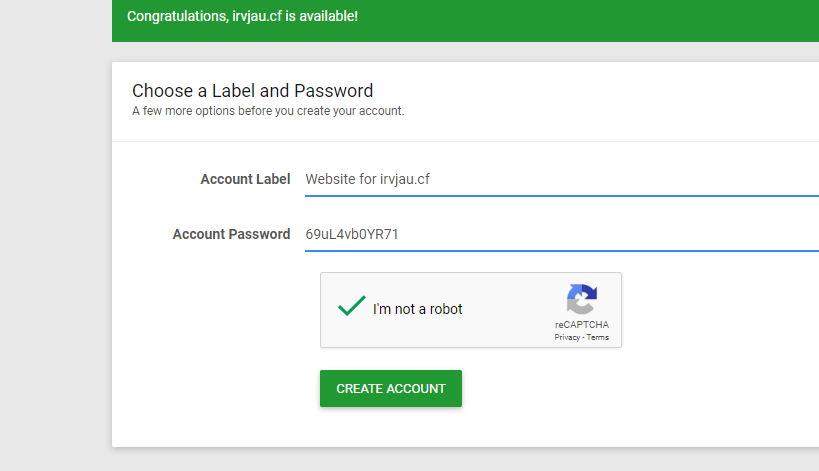 Congratulations, irvjau.cf is available!
Choose a Label and Password
A few more options before you create your account.
Account Label Website for irvjau.cf
Account Password 69uL4vb0YR71
I'm not a robot
reCAPTCHA
Privacy - Terms
CREATE ACCOUNT